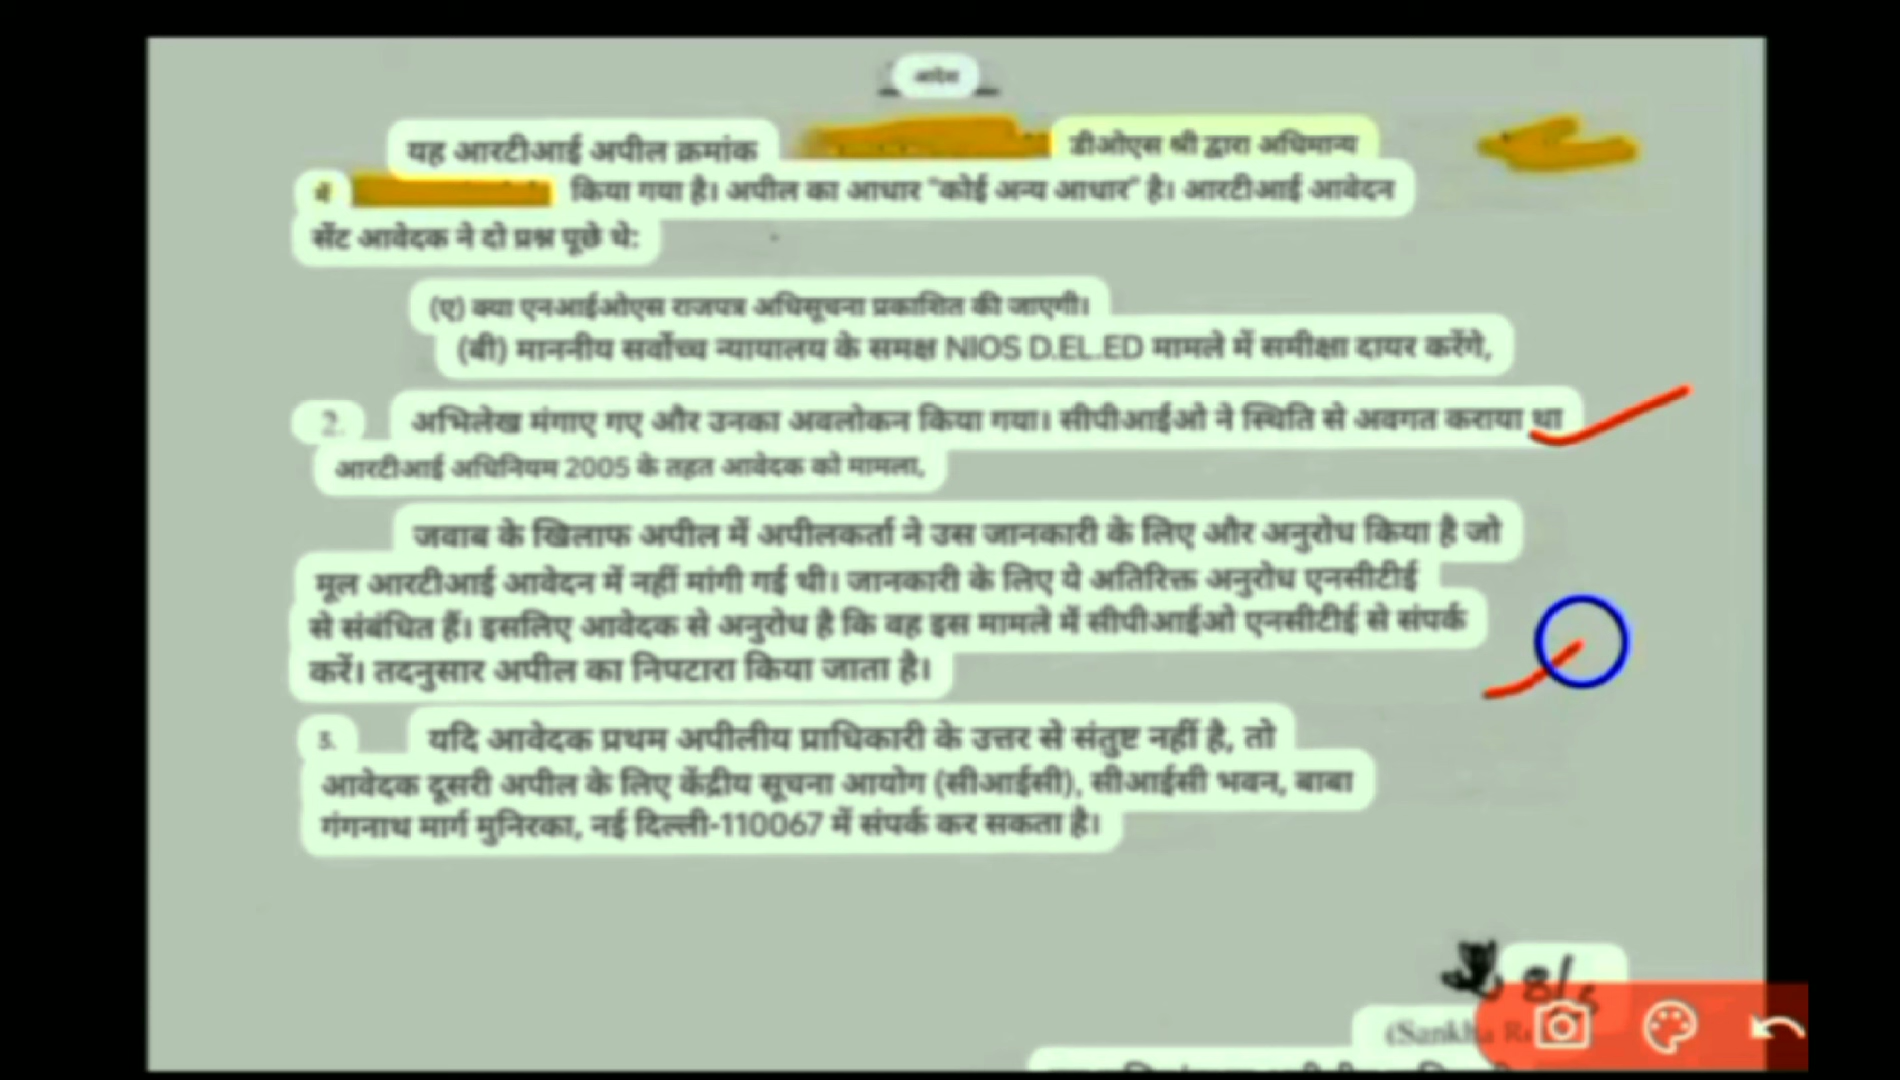 आदेश
यह आरटीआई अपील क्रमांक डीओएस श्री द्वारा अधिमान्य
में किया गया है। अपील का आधार "कोई अन्य आधार" है। आरटीआई आवेदन
सेंट आवेदक ने दो प्रश्न पूछे थे:
(ए) क्या एनआईओएस राजपत्र अधिसूचना प्रकाशित की जाएगी।
(बी) माननीय सर्वोच्च न्यायालय के समक्ष NIOS D.EL.ED मामले में समीक्षा दायर करेंगे,
2. अभिलेख मंगाए गए और उनका अवलोकन किया गया। सीपीआईओ ने स्थिति से अवगत कराया था
आरटीआई अधिनियम 2005 के तहत आवेदक को मामला,
जवाब के खिलाफ अपील में अपीलकर्ता ने उस जानकारी के लिए और अनुरोध किया है जो
मूल आरटीआई आवेदन में नहीं मांगी गई थी। जानकारी के लिए ये अतिरिक्त अनुरोध एनसीटीई
से संबंधित हैं। इसलिए आवेदक से अनुरोध है कि वह इस मामले में सीपीआईओ एनसीटीई से संपर्क
करें। तदनुसार अपील का निपटारा किया जाता है।
3. यदि आवेदक प्रथम अपीलीय प्राधिकारी के उत्तर से संतुष्ट नहीं है, तो
आवेदक दूसरी अपील के लिए केंद्रीय सूचना आयोग (सीआईसी), सीआईसी भवन, बाबा
गंगनाथ मार्ग मुनिरका, नई दिल्ली-110067 में संपर्क कर सकता है।
8/5